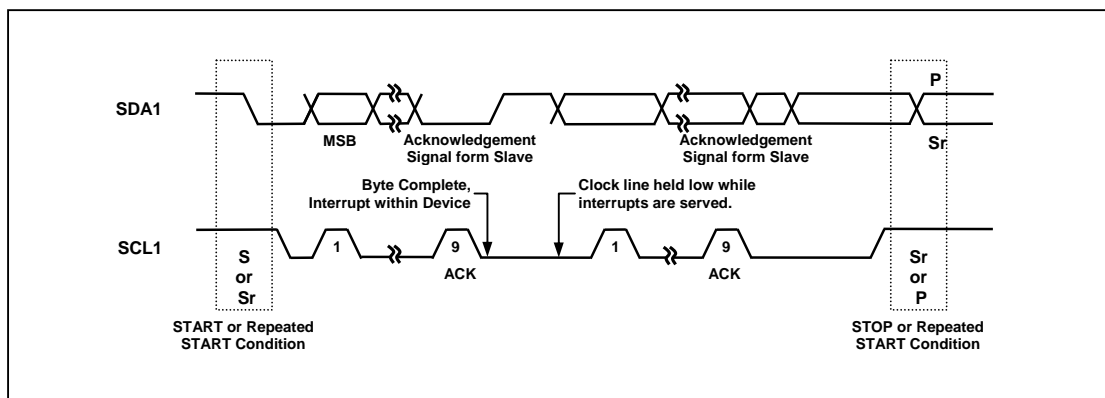 SDA1
MSB
Acknowledgement
Signal form Slave
Acknowledgement
Signal form Slave
P
Sr
Byte Complete,
Interrupt within Device
Clock line held low while
interrupts are served.
SCL1
1
9
ACK
1
9
ACK
S
or
Sr
Sr
or
P
START or Repeated
START Condition
STOP or Repeated
START Condition